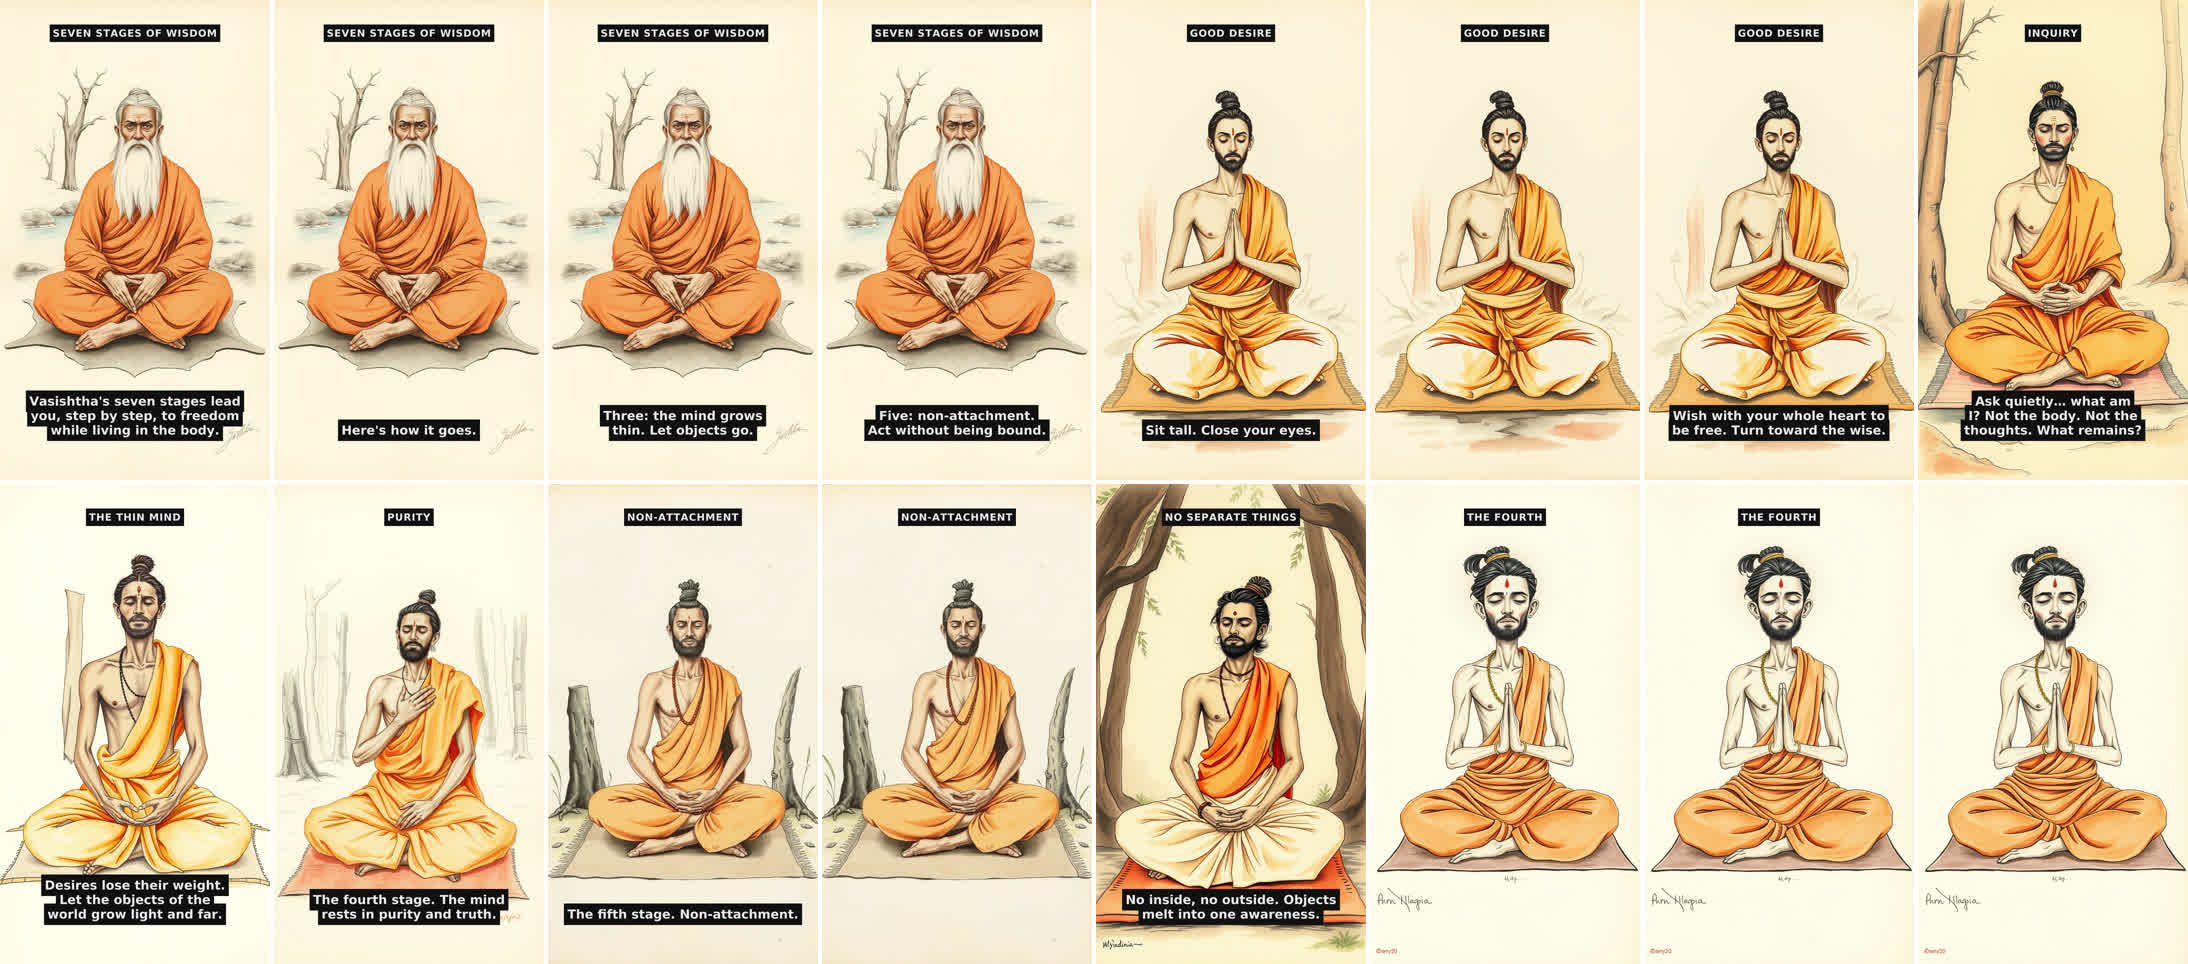 SEVEN STAGES OF WISDOM
Vasishtha's seven stages lead
you, step by step, to freedom
while living in the body.
SEVEN STAGES OF WISDOM
Here's how it goes.
SEVEN STAGES OF WISDOM
Three: the mind grows
thin. Let objects go.
SEVEN STAGES OF WISDOM
Five: non-attachment.
Act without being bound.
GOOD DESIRE
Sit tall. Close your eyes.
GOOD DESIRE
GOOD DESIRE
Wish with your whole heart to
be free. Turn toward the wise.
INQUIRY
Ask quietly... what am
I? Not the body. Not the
thoughts. What remains?
THE THIN MIND
Desires lose their weight.
Let the objects of the
world grow light and far.
PURITY
The fourth stage. The mind
rests in purity and truth.
NON-ATTACHMENT
The fifth stage. Non-attachment.
NON-ATTACHMENT
NO SEPARATE THINGS
No inside, no outside. Objects
melt into one awareness.
THE FOURTH
THE FOURTH